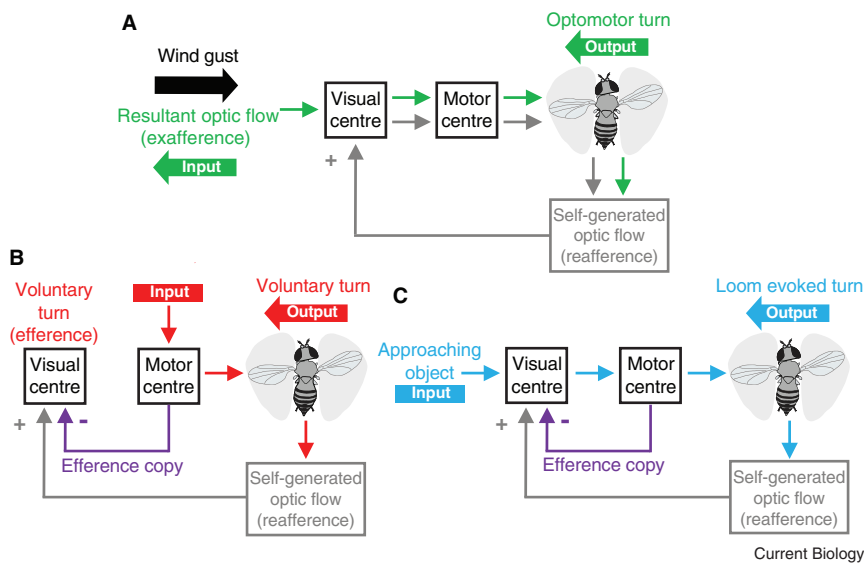 A
Wind gust
Resultant optic flow
(exafference)
Input
Visual
centre
Motor
centre
Optomotor turn
Output
+
Self-generated
optic flow
(reafference)
B
Voluntary
turn
(efference)
Input
Voluntary turn
Output
Visual
centre
Motor
centre
+
-
Efference copy
Self-generated
optic flow
(reafference)
C
Loom evoked turn
Output
Approaching
object
Input
Visual
centre
Motor
centre
+
-
Efference copy
Self-generated
optic flow
(reafference)
Current Biology